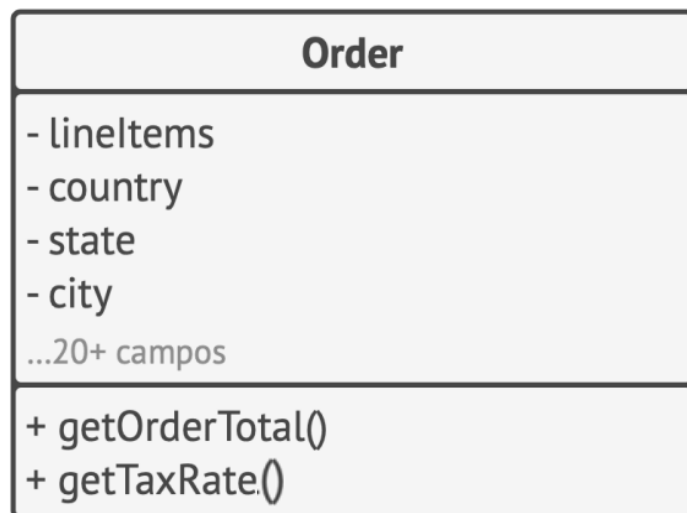 Order
- lineItems
- country
- state
- city
...20+ campos
+ getOrderTotal()
+ getTaxRate()